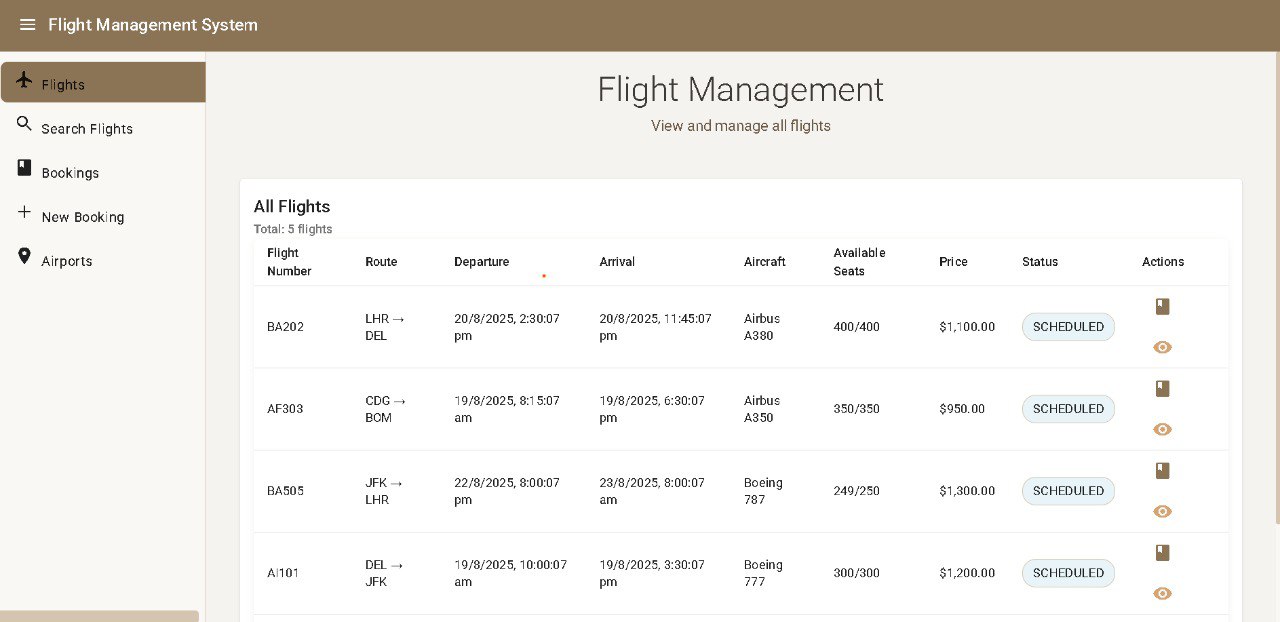 Flight Management System
Flights
Search Flights
Bookings
New Booking
Airports
Flight Management
View and manage all flights
All Flights
Total: 5 flights
Flight Number Route Departure Arrival Aircraft Available Seats Price Status Actions
BA202 LHR → DEL 20/8/2025, 2:30:07 pm 20/8/2025, 11:45:07 pm Airbus A380 400/400 $1,100.00 SCHEDULED
AF303 CDG → BOM 19/8/2025, 8:15:07 am 19/8/2025, 6:30:07 pm Airbus A350 350/350 $950.00 SCHEDULED
BA505 JFK → LHR 22/8/2025, 8:00:07 pm 23/8/2025, 8:00:07 am Boeing 787 249/250 $1,300.00 SCHEDULED
AI101 DEL → JFK 19/8/2025, 10:00:07 am 19/8/2025, 3:30:07 pm Boeing 777 300/300 $1,200.00 SCHEDULED